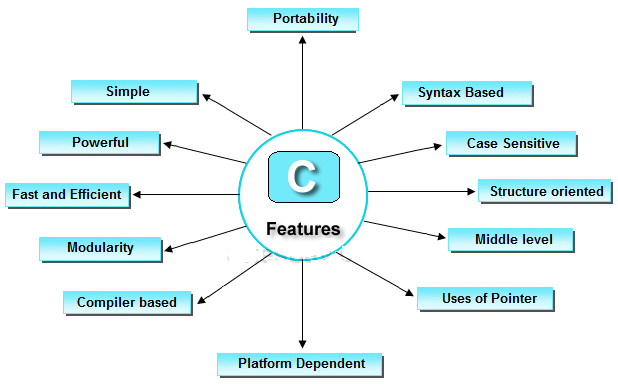 Portability
Simple
Syntax Based
Powerful
Case Sensitive
Fast and Efficient
C
Structure oriented
Features
Modularity
Middle level
Compiler based
Uses of Pointer
Platform Dependent